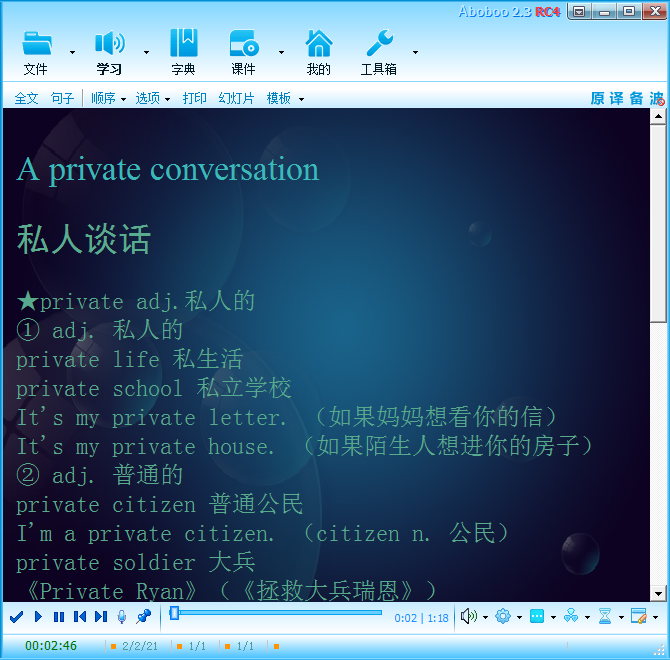 Aboboo 2.3 RC4
文件 学习 字典 课件 我的 工具箱
全文 句子 顺序 选项 打印 幻灯片 模板 原 译 备 波
A private conversation
私人谈话
★private adj.私人的
① adj. 私人的
private life 私生活
private school 私立学校
It's my private letter. （如果妈妈想看你的信）
It's my private house. （如果陌生人想进你的房子）
② adj. 普通的
private citizen 普通公民
I'm a private citizen. （citizen n. 公民）
private soldier 大兵
《Private Ryan》（《拯救大兵瑞恩》）
0:02 | 1:18
00:02:46 2/2/21 1/1 1/1